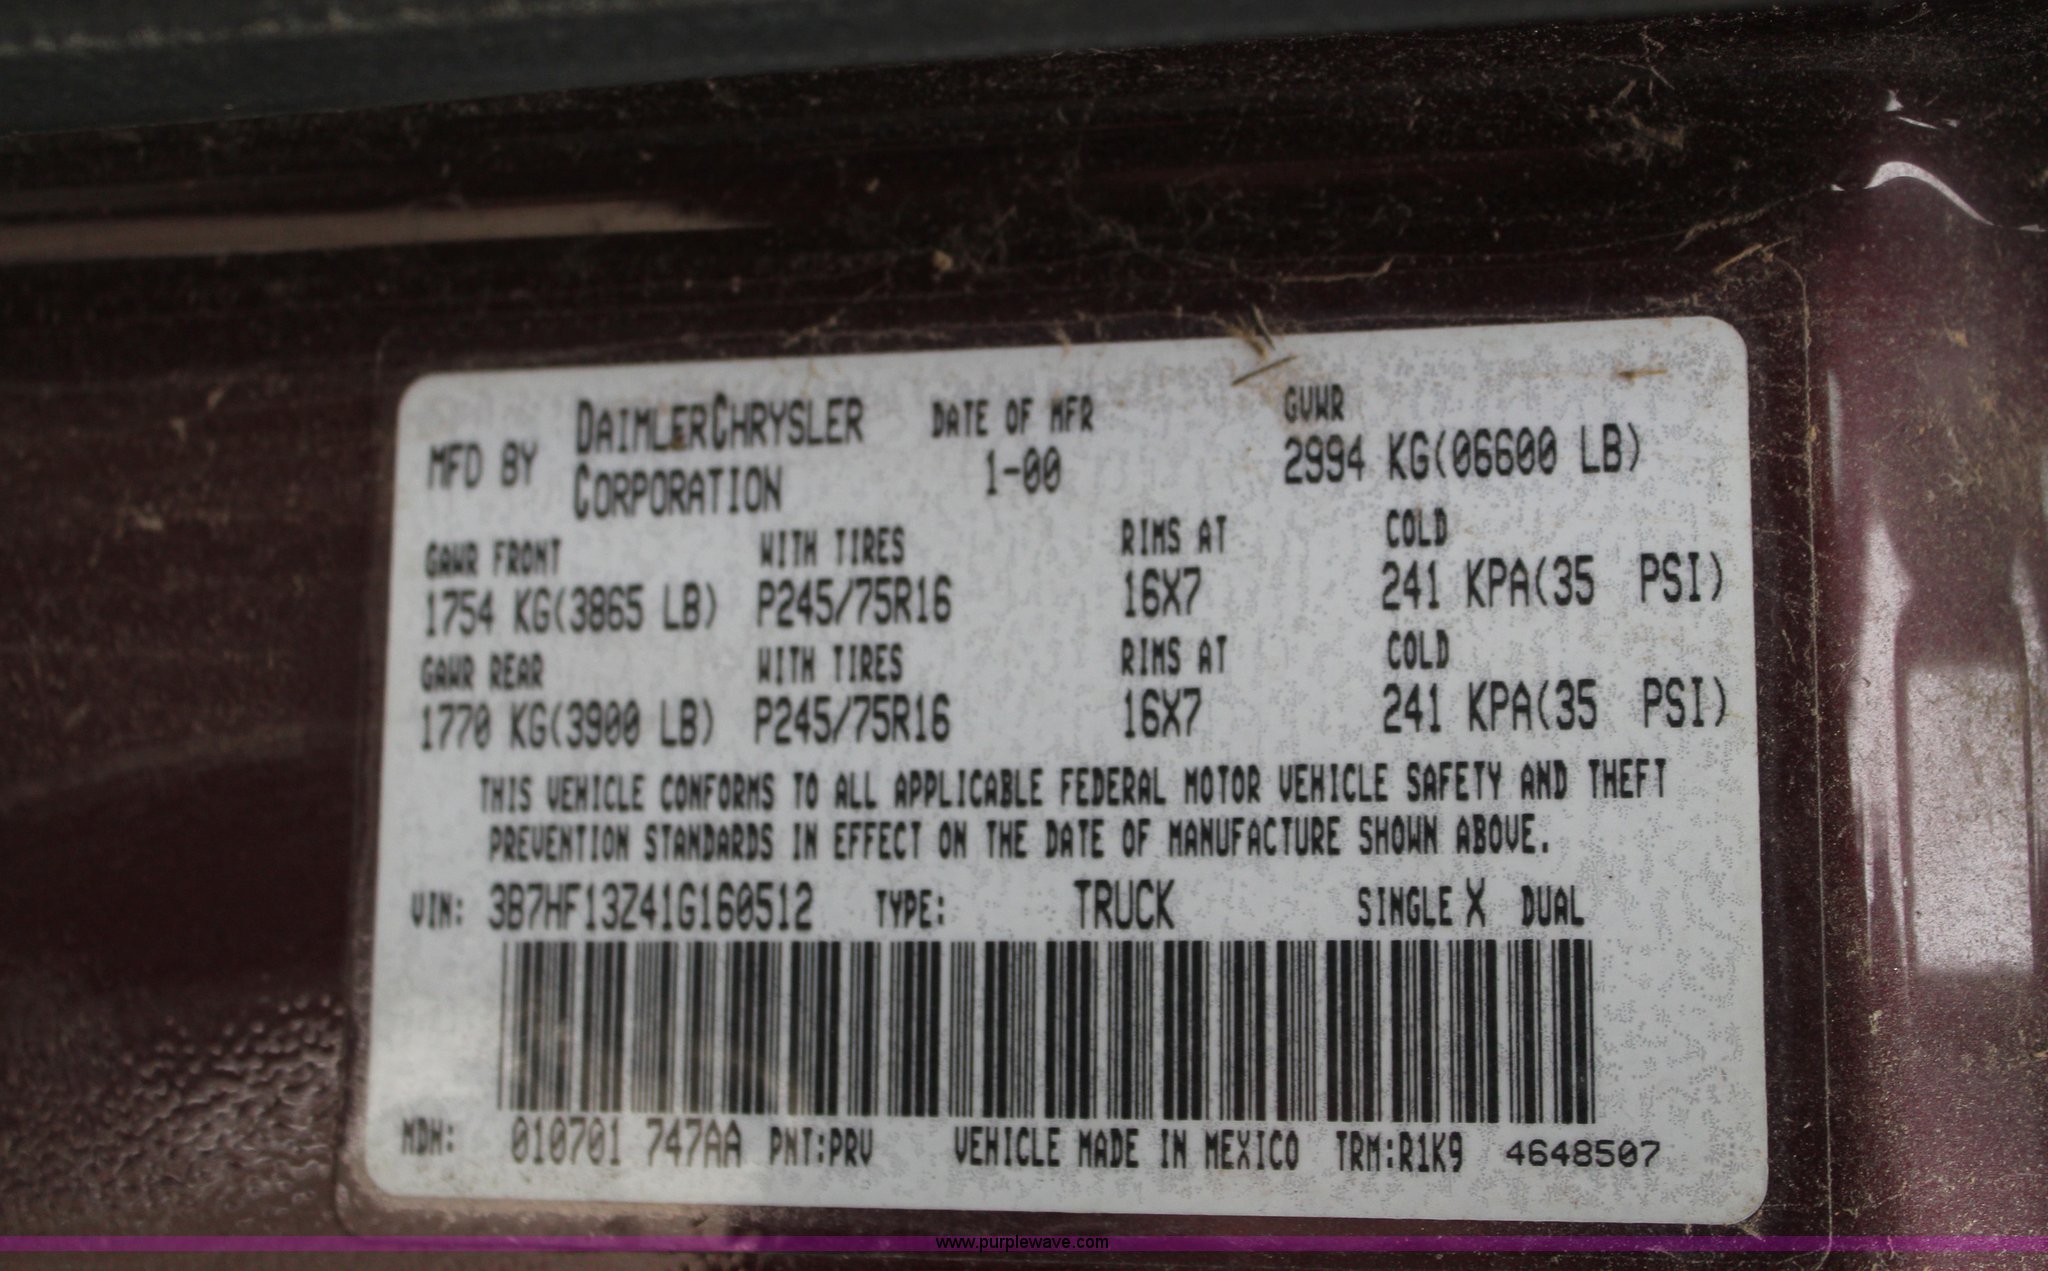 MFD BY DAIMLERCHRYSLER CORPORATION DATE OF MFR 1-00 GVWR 2994 KG(06600 LB)
GAWR FRONT WITH TIRES RIMS AT COLD
1754 KG(3865 LB) P245/75R16 16X7 241 KPA(35 PSI)
GAWR REAR WITH TIRES RIMS AT COLD
1770 KG(3900 LB) P245/75R16 16X7 241 KPA(35 PSI)
THIS VEHICLE CONFORMS TO ALL APPLICABLE FEDERAL MOTOR VEHICLE SAFETY AND THEFT
PREVENTION STANDARDS IN EFFECT ON THE DATE OF MANUFACTURE SHOWN ABOVE.
VIN: 3B7HF13Z41G160512 TYPE: TRUCK SINGLE X DUAL
MDH: 010701 747AA PNT:PRV VEHICLE MADE IN MEXICO TRM:R1K9 4648507
www.purplewave.com